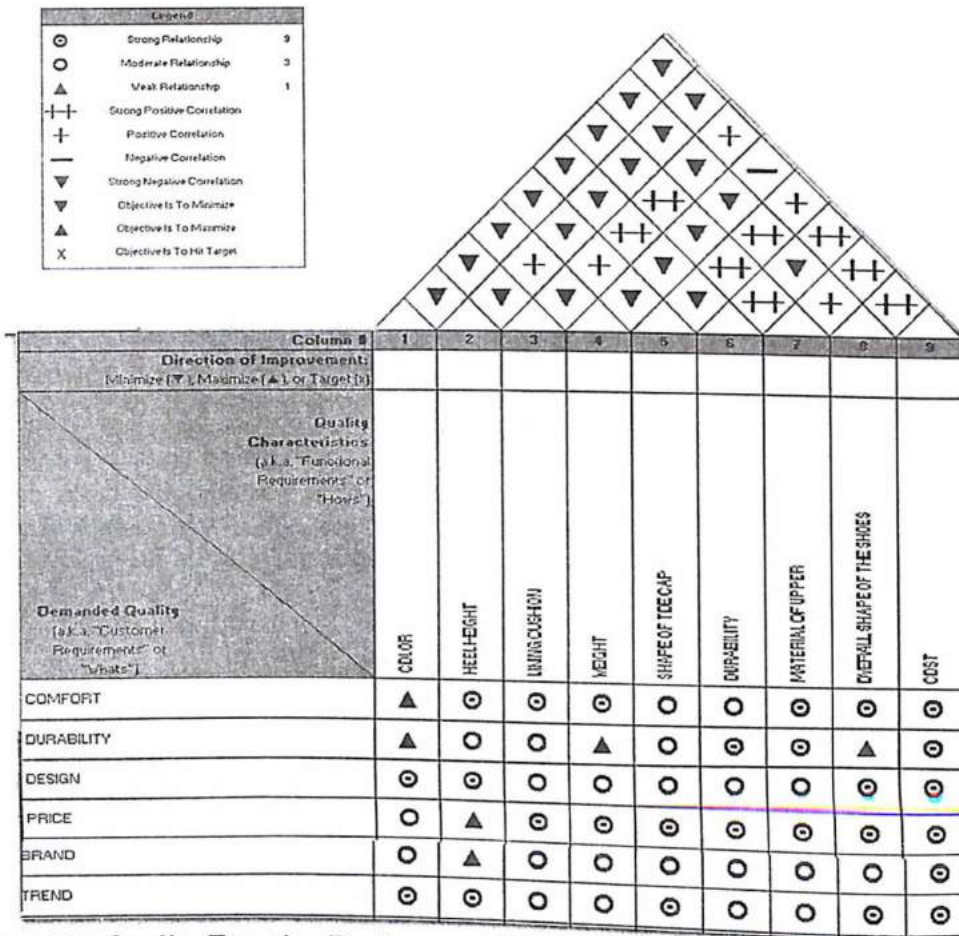 Legend
Strong Relationship 9
Moderate Relationship 3
Weak Relationship 1
Strong Positive Correlation
Positive Correlation
Negative Correlation
Strong Negative Correlation
Objective Is To Minimize
Objective Is To Maximize
X Objective Is To Hit Target
Column # 1 2 3 4 5 6 7 8 9
Direction of Improvement:
Minimize (▼), Maximize (▲), or Target (x)
Quality
Characteristics
(a.k.a. "Functional
Requirements" or
"Hows")
Demanded Quality
(a.k.a. "Customer
Requirements" or
"Whats")
COLOR
HEEL HEIGHT
LINING CUSHION
WEIGHT
SHAPE OF TOE CAP
DURABILITY
MATERIAL OF UPPER
OVERALL SHAPE OF THE SHOES
COST
COMFORT
DURABILITY
DESIGN
PRICE
BRAND
TREND